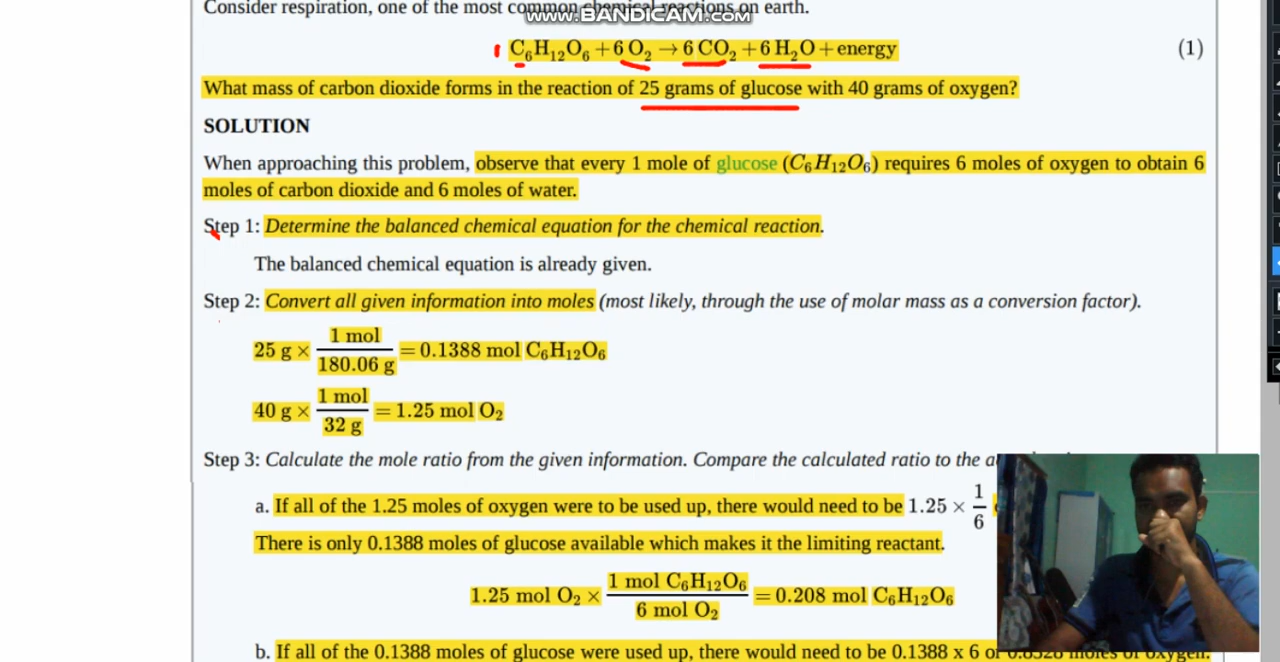 Consider respiration, one of the most common chemical reactions on earth.
WWW.BANDICAM.COM
C₆H₁₂O₆ + 6 O₂ → 6 CO₂ + 6 H₂O + energy (1)
What mass of carbon dioxide forms in the reaction of 25 grams of glucose with 40 grams of oxygen?
SOLUTION
When approaching this problem, observe that every 1 mole of glucose (C₆H₁₂O₆) requires 6 moles of oxygen to obtain 6
moles of carbon dioxide and 6 moles of water.
Step 1: Determine the balanced chemical equation for the chemical reaction.
The balanced chemical equation is already given.
Step 2: Convert all given information into moles (most likely, through the use of molar mass as a conversion factor).
25 g × 1 mol / 180.06 g = 0.1388 mol C₆H₁₂O₆
40 g × 1 mol / 32 g = 1.25 mol O₂
Step 3: Calculate the mole ratio from the given information. Compare the calculated ratio to the
a. If all of the 1.25 moles of oxygen were to be used up, there would need to be 1.25 × 1/6
There is only 0.1388 moles of glucose available which makes it the limiting reactant.
1.25 mol O₂ × 1 mol C₆H₁₂O₆ / 6 mol O₂ = 0.208 mol C₆H₁₂O₆
b. If all of the 0.1388 moles of glucose were used up, there would need to be 0.1388 x 6 or 0.8328 moles of oxygen.